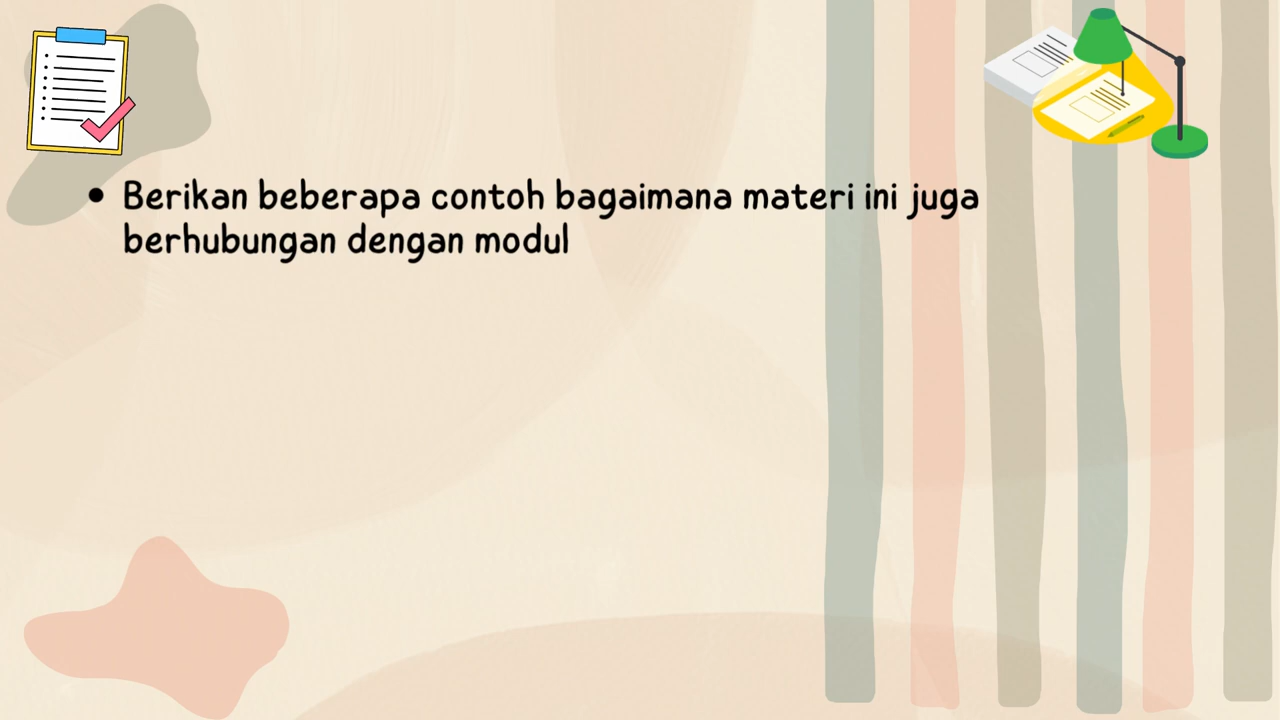 • Berikan beberapa contoh bagaimana materi ini juga
berhubungan dengan modul